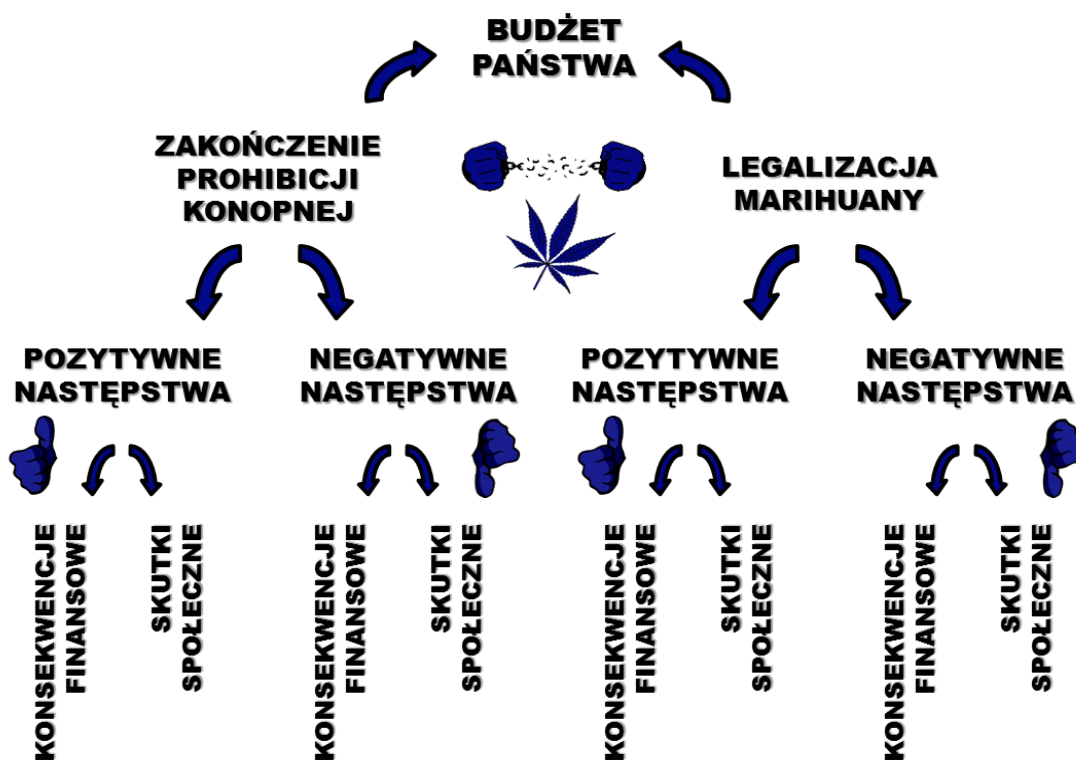 BUDŻET
PAŃSTWA
ZAKOŃCZENIE
PROHIBICJI
KONOPNEJ
LEGALIZACJA
MARIHUANY
POZYTYWNE
NASTĘPSTWA
NEGATYWNE
NASTĘPSTWA
POZYTYWNE
NASTĘPSTWA
NEGATYWNE
NASTĘPSTWA
KONSEKWENCJE
FINANSOWE
SKUTKI
SPOŁECZNE
KONSEKWENCJE
FINANSOWE
SKUTKI
SPOŁECZNE
KONSEKWENCJE
FINANSOWE
SKUTKI
SPOŁECZNE
KONSEKWENCJE
FINANSOWE
SKUTKI
SPOŁECZNE